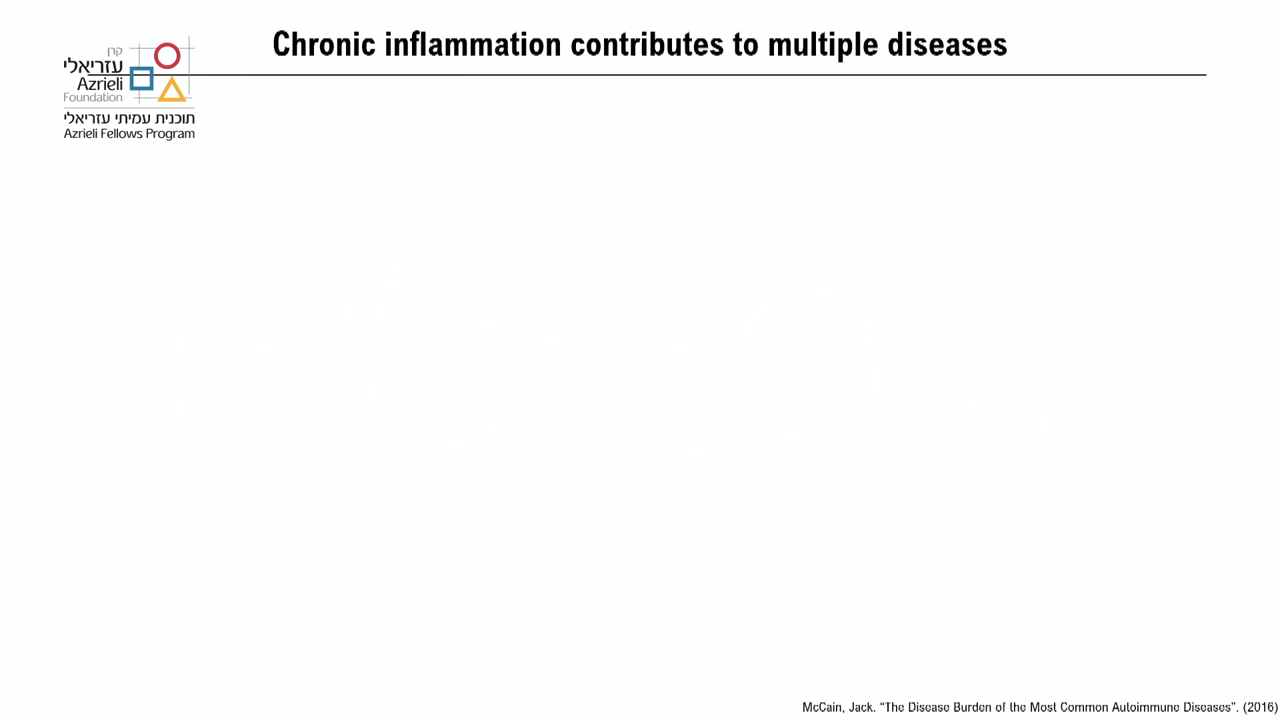 Chronic inflammation contributes to multiple diseases
קרן
עזריאלי
Azrieli
Foundation
תוכנית עמיתי עזריאלי
Azrieli Fellows Program
McCain, Jack. "The Disease Burden of the Most Common Autoimmune Diseases". (2016)